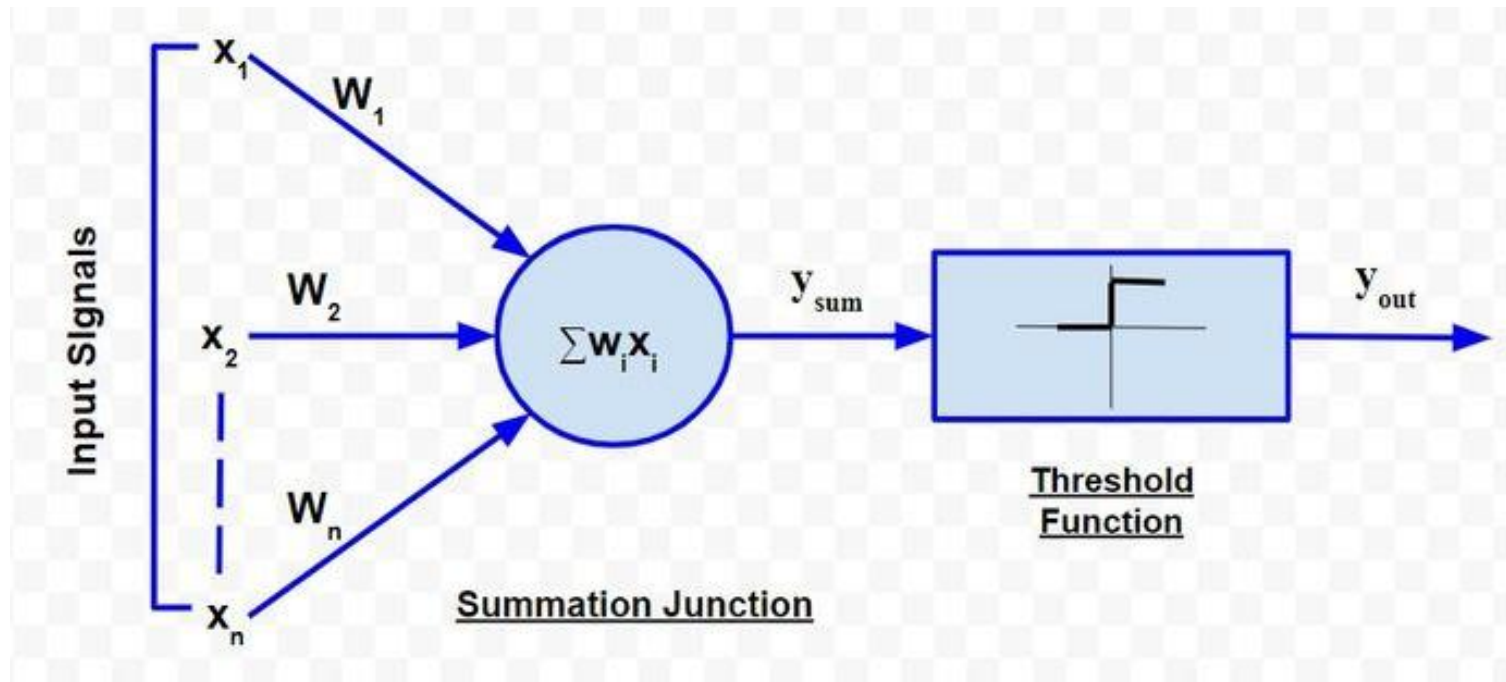 Input SIgnals
x1
W1
x2
W2
xn
Wn
∑wixi
ysum
yout
Threshold
Function
Summation Junction